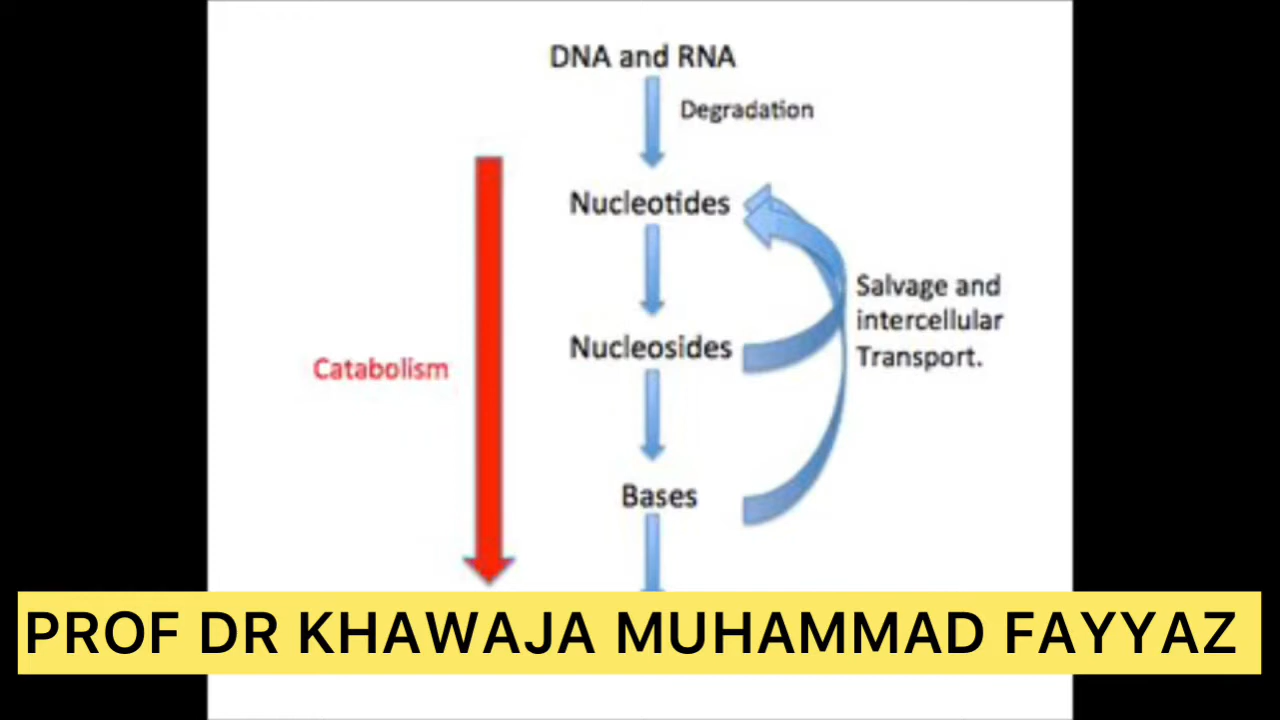 DNA and RNA
Degradation
Nucleotides
Salvage and
intercellular
Transport.
Nucleosides
Catabolism
Bases
PROF DR KHAWAJA MUHAMMAD FAYYAZ